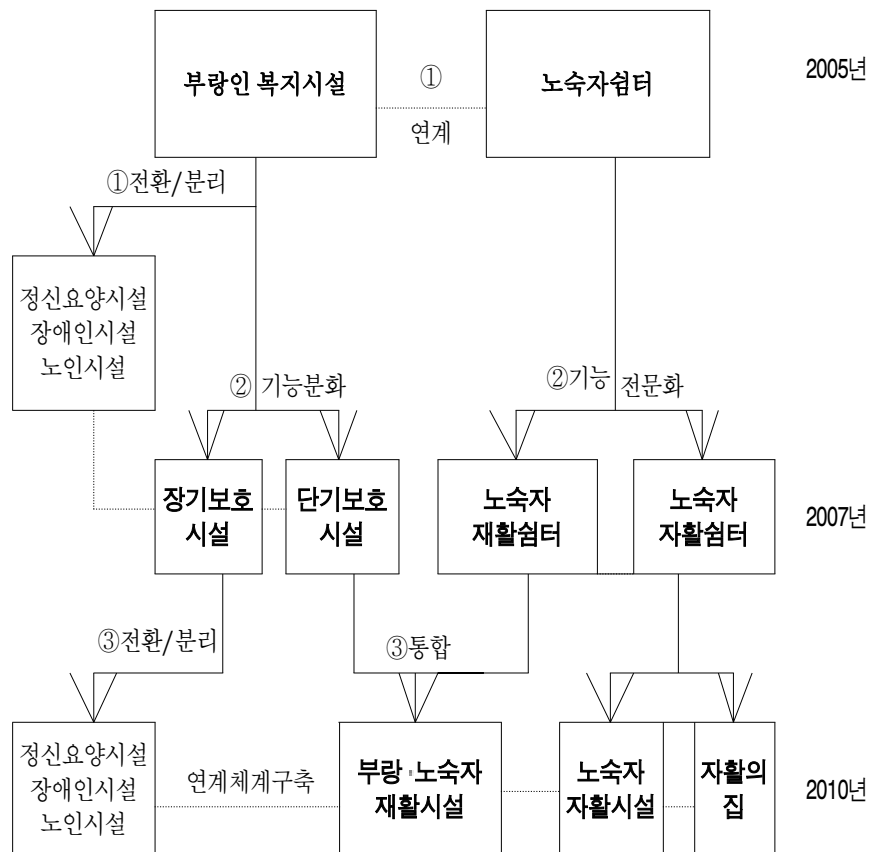 부랑인 복지시설
①
연계
노숙자쉼터
2005년
①전환/분리
정신요양시설
장애인시설
노인시설
② 기능분화
②기능 전문화
장기보호
시설
단기보호
시설
노숙자
재활쉼터
노숙자
자활쉼터
2007년
③전환/분리
③통합
정신요양시설
장애인시설
노인시설
연계체계구축
부랑·노숙자
재활시설
노숙자
자활시설
자활의
집
2010년